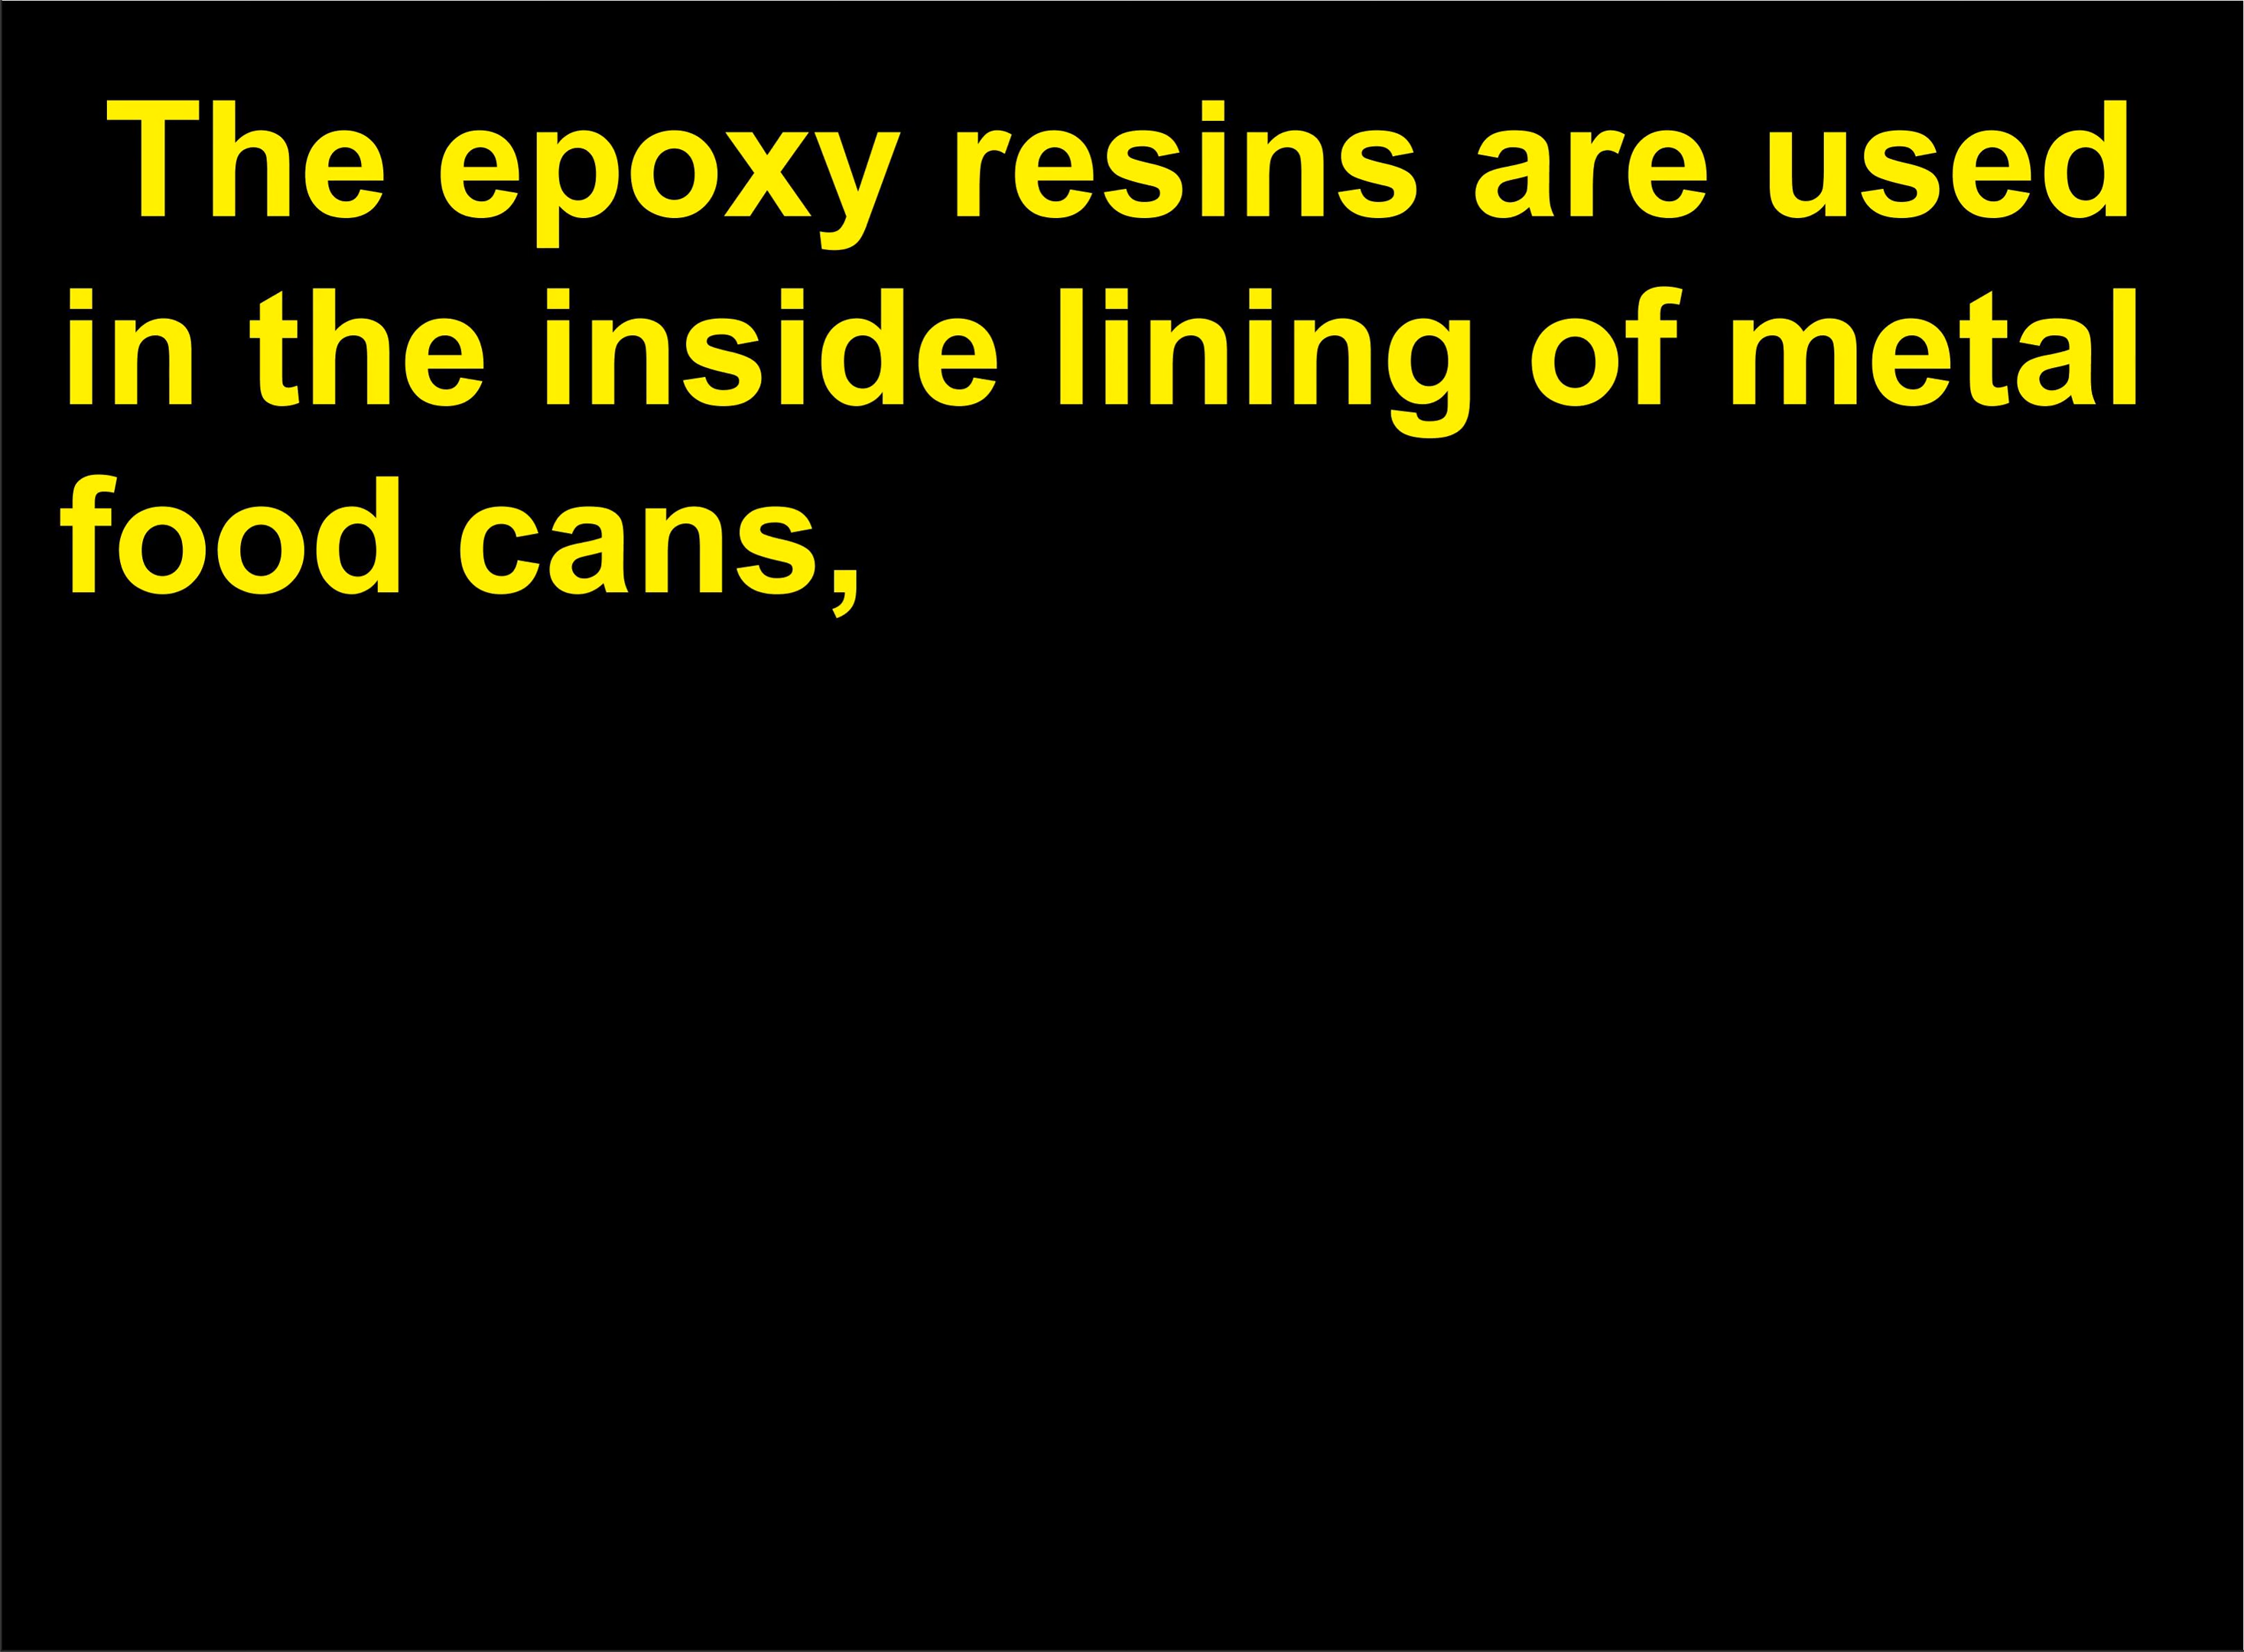 The epoxy resins are used
in the inside lining of metal
food cans,